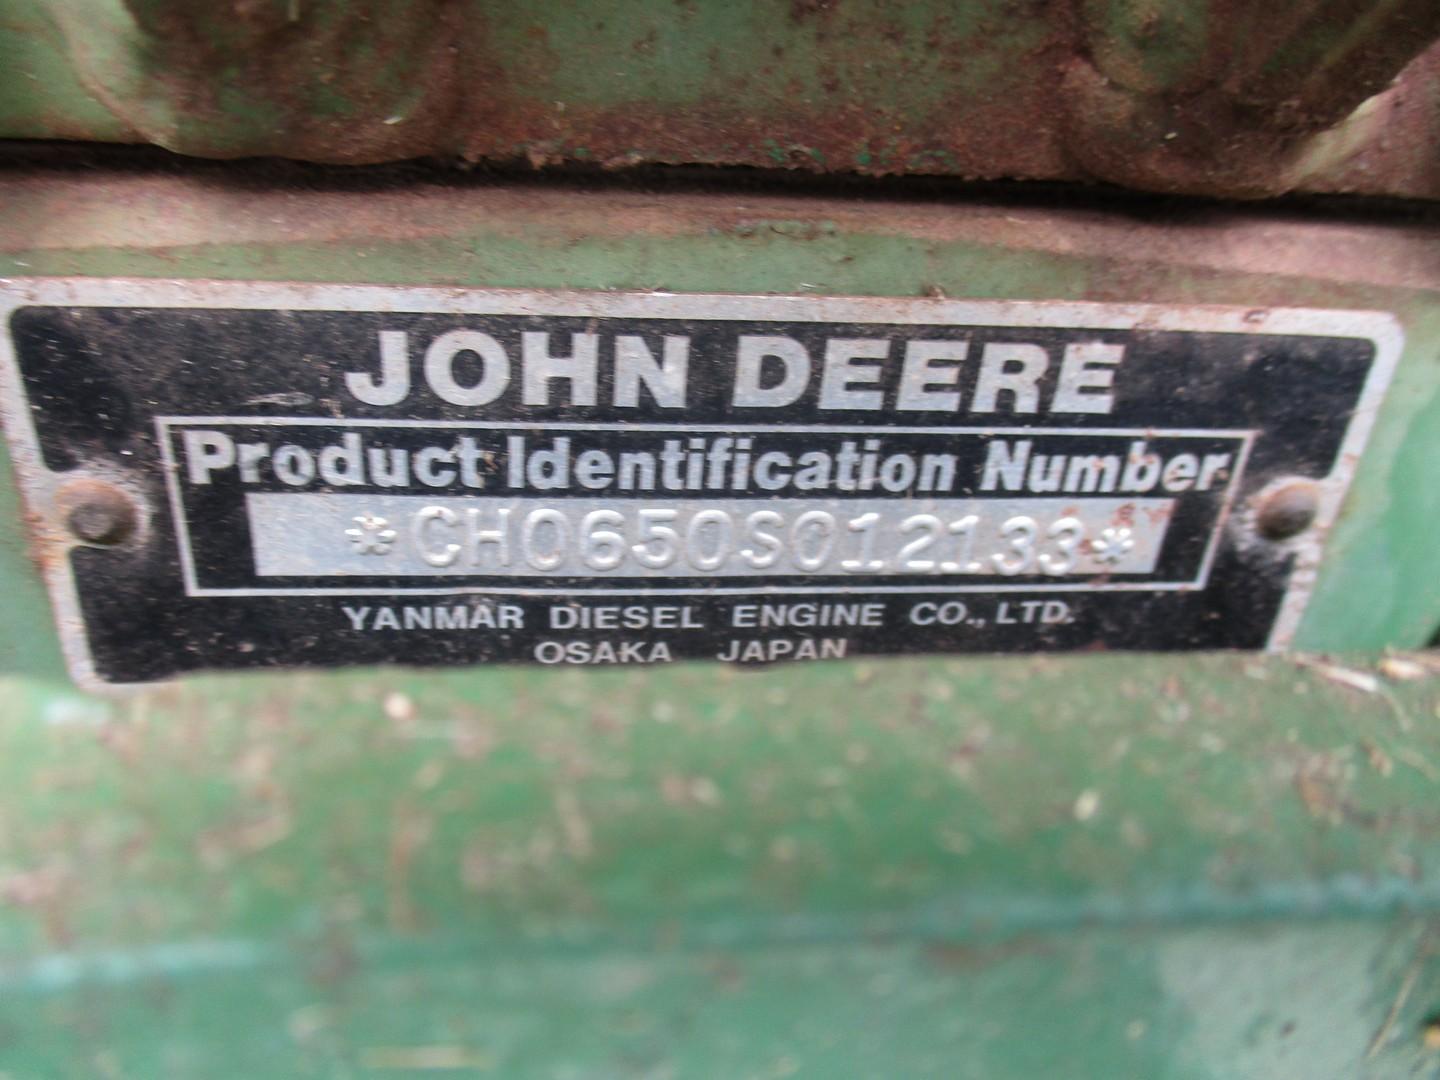 JOHN DEERE
Product Identification Number
*CH0650S012133*
YANMAR DIESEL ENGINE CO., LTD.
OSAKA JAPAN